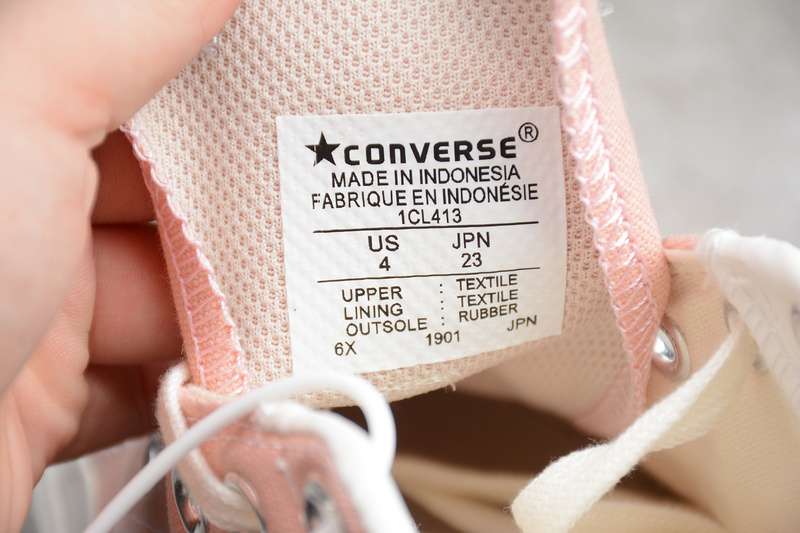 ★CONVERSE®
MADE IN INDONESIA
FABRIQUE EN INDONÉSIE
1CL413
US JPN
4 23
UPPER : TEXTILE
LINING : TEXTILE
OUTSOLE : RUBBER
6X 1901 JPN